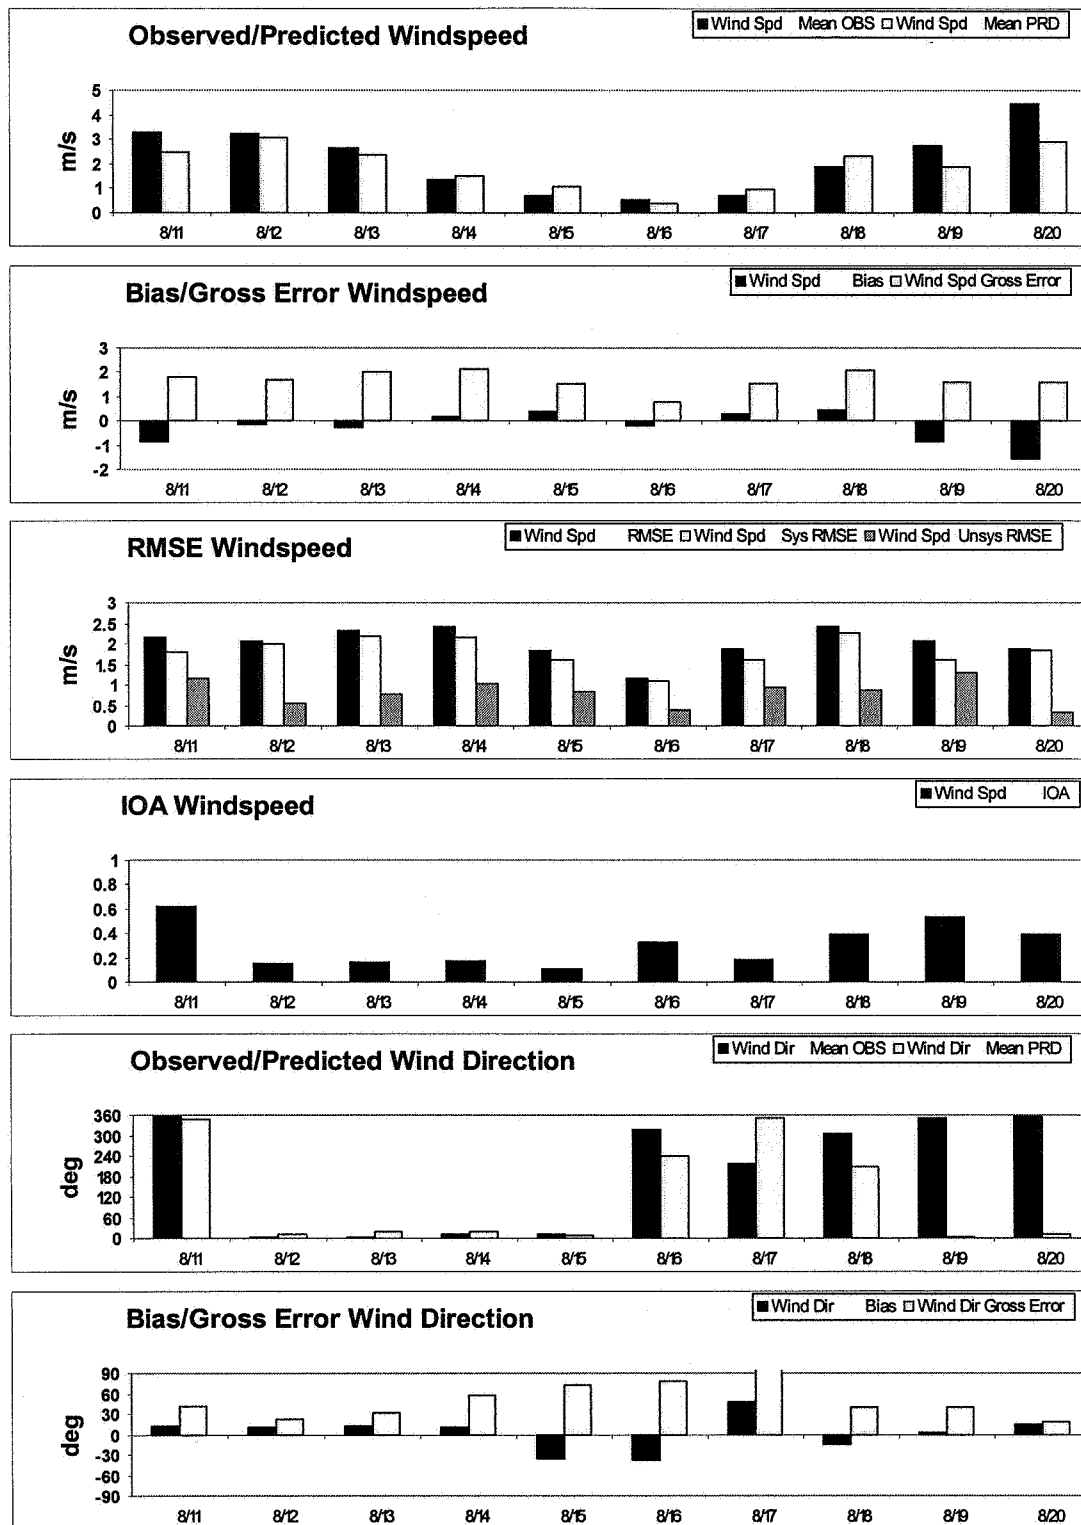 Observed/Predicted Windspeed
Wind Spd Mean OBS Wind Spd Mean PRD
5
4
3
2
1
0
m/s
8/11 8/12 8/13 8/14 8/15 8/16 8/17 8/18 8/19 8/20
Bias/Gross Error Windspeed
Wind Spd Bias Wind Spd Gross Error
3
2
1
0
-1
-2
m/s
8/11 8/12 8/13 8/14 8/15 8/16 8/17 8/18 8/19 8/20
RMSE Windspeed
Wind Spd RMSE Wind Spd Sys RMSE Wind Spd Unsys RMSE
3
2.5
2
1.5
1
0.5
0
m/s
8/11 8/12 8/13 8/14 8/15 8/16 8/17 8/18 8/19 8/20
IOA Windspeed
Wind Spd IOA
1
0.8
0.6
0.4
0.2
0
8/11 8/12 8/13 8/14 8/15 8/16 8/17 8/18 8/19 8/20
Observed/Predicted Wind Direction
Wind Dir Mean OBS Wind Dir Mean PRD
360
300
240
180
120
60
0
deg
8/11 8/12 8/13 8/14 8/15 8/16 8/17 8/18 8/19 8/20
Bias/Gross Error Wind Direction
Wind Dir Bias Wind Dir Gross Error
90
60
30
0
-30
-60
-90
deg
8/11 8/12 8/13 8/14 8/15 8/16 8/17 8/18 8/19 8/20